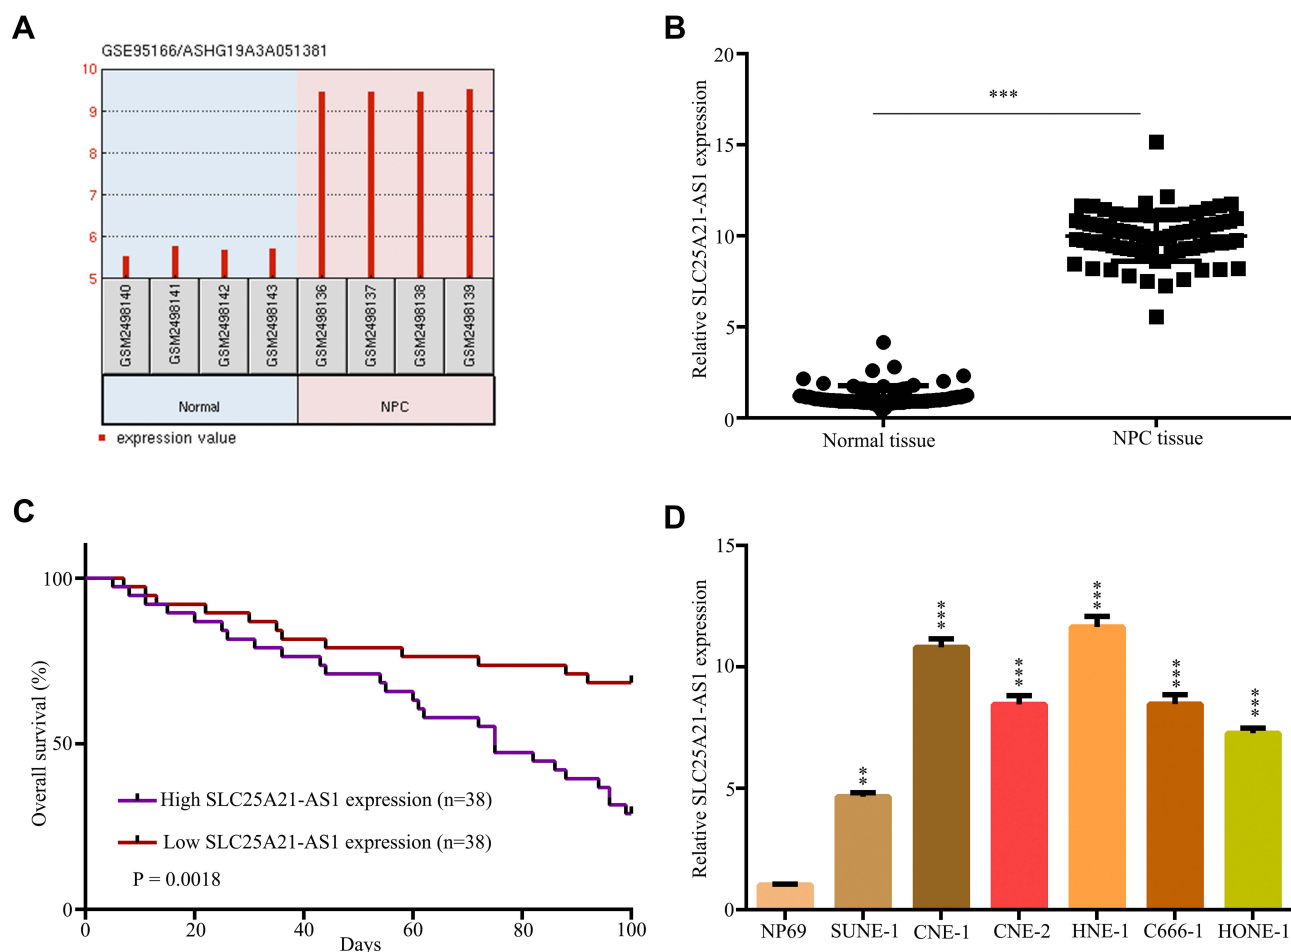 A
GSE95166/ASHG19A3A051381
10
9
8
7
6
5
GSM2498140
GSM2498141
GSM2498142
GSM2498143
GSM2498136
GSM2498137
GSM2498138
GSM2498139
Normal
NPC
expression value
B
Relative SLC25A21-AS1 expression
20
15
10
5
0
***
Normal tissue
NPC tissue
C
Overall survival (%)
100
50
0
High SLC25A21-AS1 expression (n=38)
Low SLC25A21-AS1 expression (n=38)
P = 0.0018
0
20
40
60
80
100
Days
D
Relative SLC25A21-AS1 expression
15
10
5
0
**
***
***
***
***
***
NP69
SUNE-1
CNE-1
CNE-2
HNE-1
C666-1
HONE-1